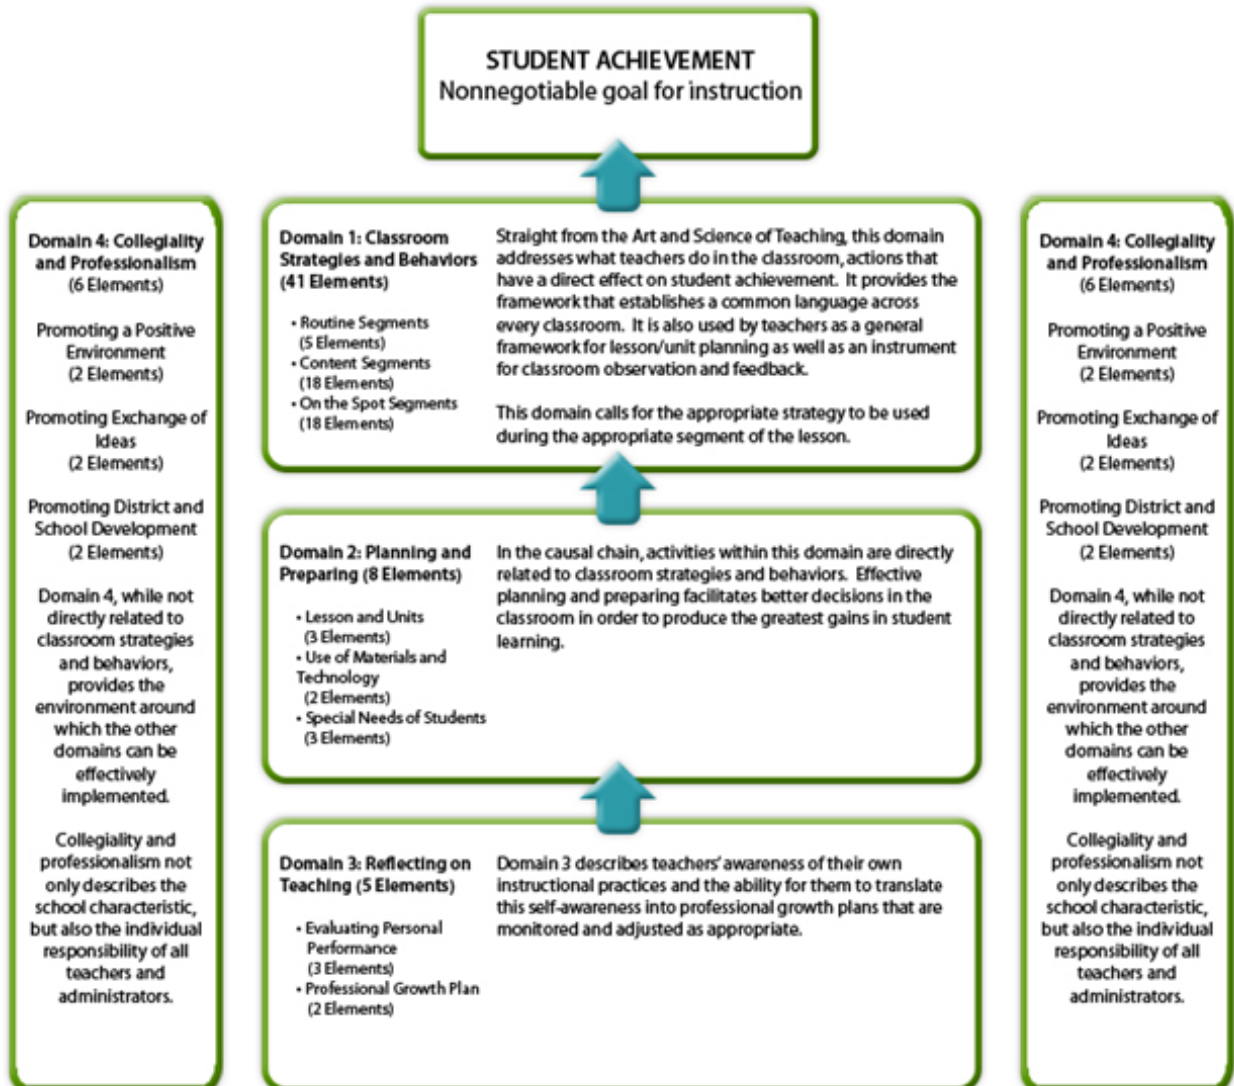 STUDENT ACHIEVEMENT
Nonnegotiable goal for instruction
Domain 4: Collegiality
and Professionalism
(6 Elements)
Promoting a Positive
Environment
(2 Elements)
Promoting Exchange of
Ideas
(2 Elements)
Promoting District and
School Development
(2 Elements)
Domain 4, while not
directly related to
classroom strategies
and behaviors,
provides the
environment around
which the other
domains can be
effectively
implemented.
Collegiality and
professionalism not
only describes the
school characteristic,
but also the individual
responsibility of all
teachers and
administrators.
Domain 1: Classroom
Strategies and Behaviors
(41 Elements)
• Routine Segments
(5 Elements)
• Content Segments
(18 Elements)
• On the Spot Segments
(18 Elements)
Straight from the Art and Science of Teaching, this domain
addresses what teachers do in the classroom, actions that
have a direct effect on student achievement. It provides the
framework that establishes a common language across
every classroom. It is also used by teachers as a general
framework for lesson/unit planning as well as an instrument
for classroom observation and feedback.
This domain calls for the appropriate strategy to be used
during the appropriate segment of the lesson.
Domain 2: Planning and
Preparing (8 Elements)
• Lesson and Units
(3 Elements)
• Use of Materials and
Technology
(2 Elements)
• Special Needs of Students
(3 Elements)
In the causal chain, activities within this domain are directly
related to classroom strategies and behaviors. Effective
planning and preparing facilitates better decisions in the
classroom in order to produce the greatest gains in student
learning.
Domain 3: Reflecting on
Teaching (5 Elements)
• Evaluating Personal
Performance
(3 Elements)
• Professional Growth Plan
(2 Elements)
Domain 3 describes teachers' awareness of their own
instructional practices and the ability for them to translate
this self-awareness into professional growth plans that are
monitored and adjusted as appropriate.
Domain 4: Collegiality
and Professionalism
(6 Elements)
Promoting a Positive
Environment
(2 Elements)
Promoting Exchange of
Ideas
(2 Elements)
Promoting District and
School Development
(2 Elements)
Domain 4, while not
directly related to
classroom strategies
and behaviors,
provides the
environment around
which the other
domains can be
effectively
implemented.
Collegiality and
professionalism not
only describes the
school characteristic,
but also the individual
responsibility of all
teachers and
administrators.